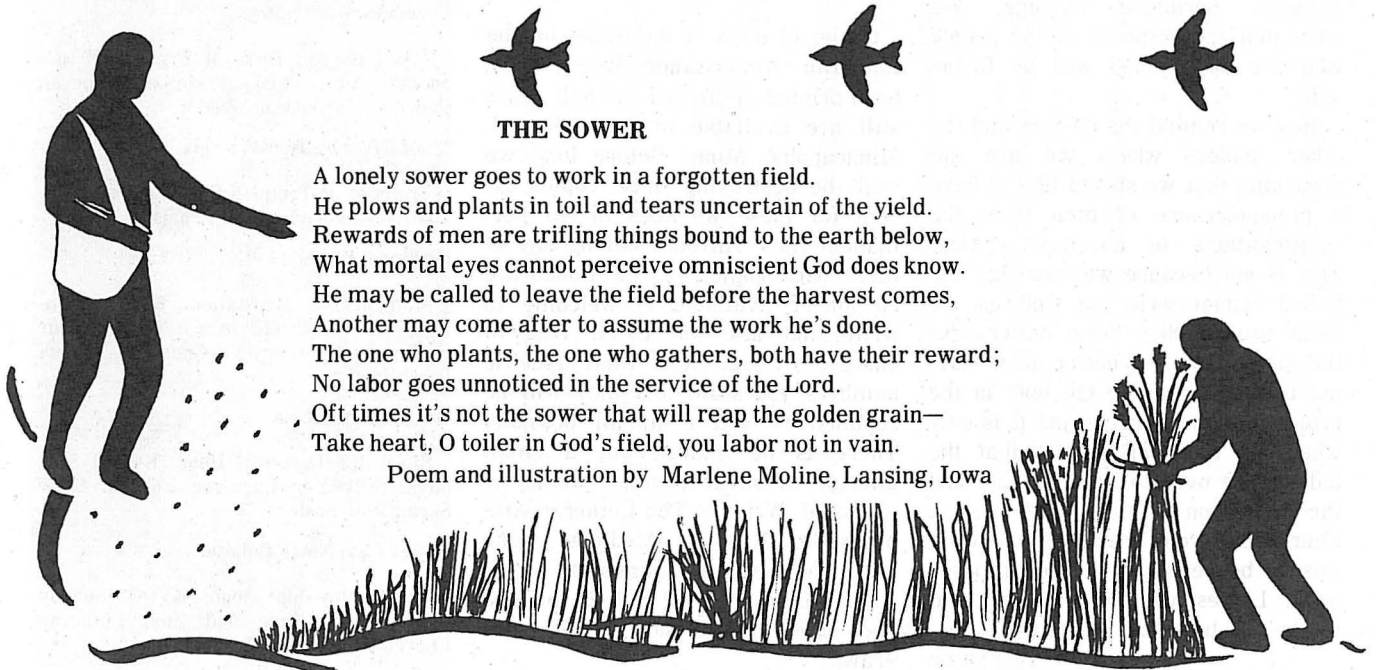 THE SOWER
A lonely sower goes to work in a forgotten field.
He plows and plants in toil and tears uncertain of the yield.
Rewards of men are trifling things bound to the earth below,
What mortal eyes cannot perceive omniscient God does know.
He may be called to leave the field before the harvest comes,
Another may come after to assume the work he's done.
The one who plants, the one who gathers, both have their reward;
No labor goes unnoticed in the service of the Lord.
Oft times it's not the sower that will reap the golden grain—
Take heart, O toiler in God's field, you labor not in vain.
Poem and illustration by Marlene Moline, Lansing, Iowa